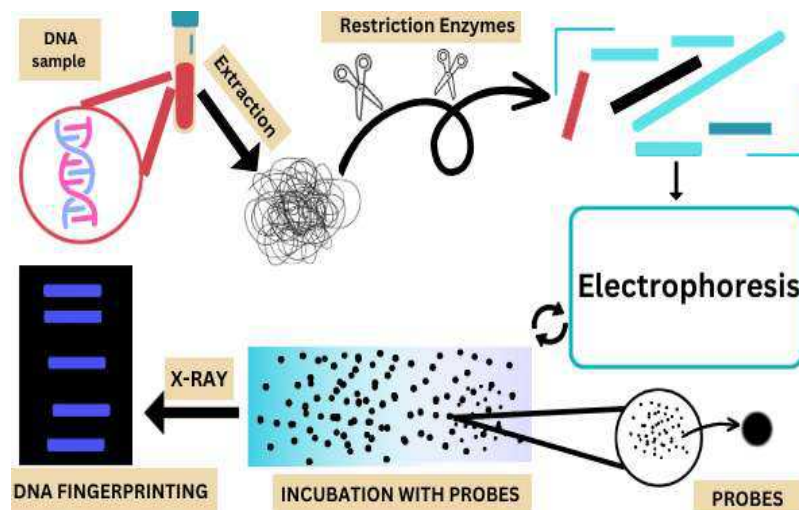 DNA
sample
Extraction
Restriction Enzymes
Electrophoresis
X-RAY
DNA FINGERPRINTING
INCUBATION WITH PROBES
PROBES